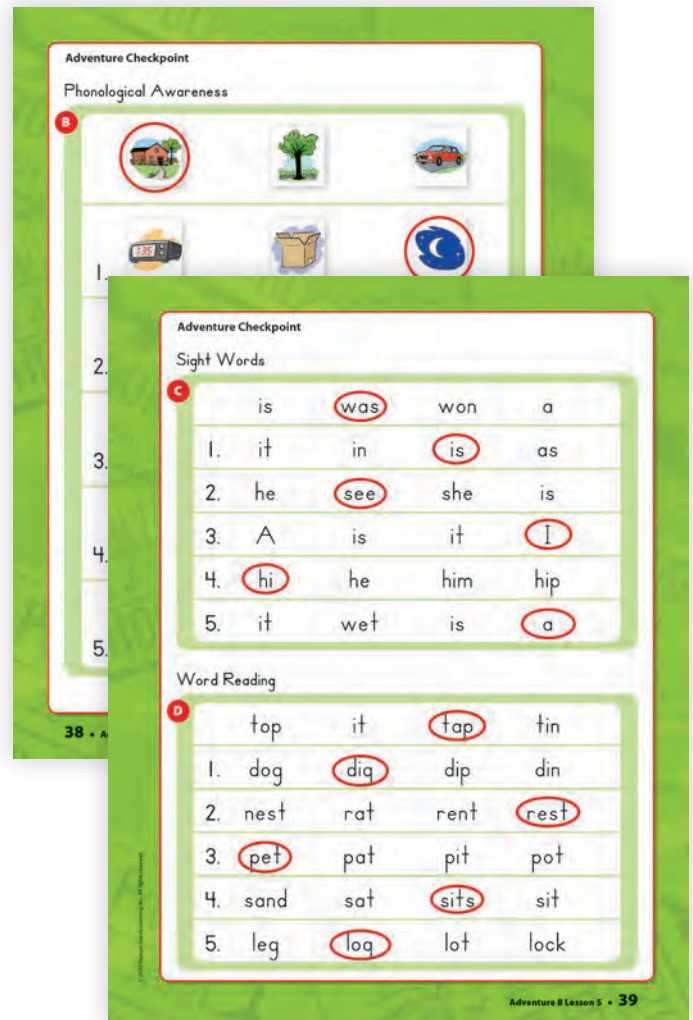 Adventure Checkpoint
Phonological Awareness
B
7:35
1.
2.
3.
4.
5.
38 •
Adventure Checkpoint
Sight Words
C
is was won a
1. it in is as
2. he see she is
3. A is it I
4. hi he him hip
5. it wet is a
Word Reading
D
top it tap tin
1. dog dig dip din
2. nest rat rent rest
3. pet pat pit pot
4. sand sat sits sit
5. leg log lot lock
Adventure 8 Lesson 5 • 39